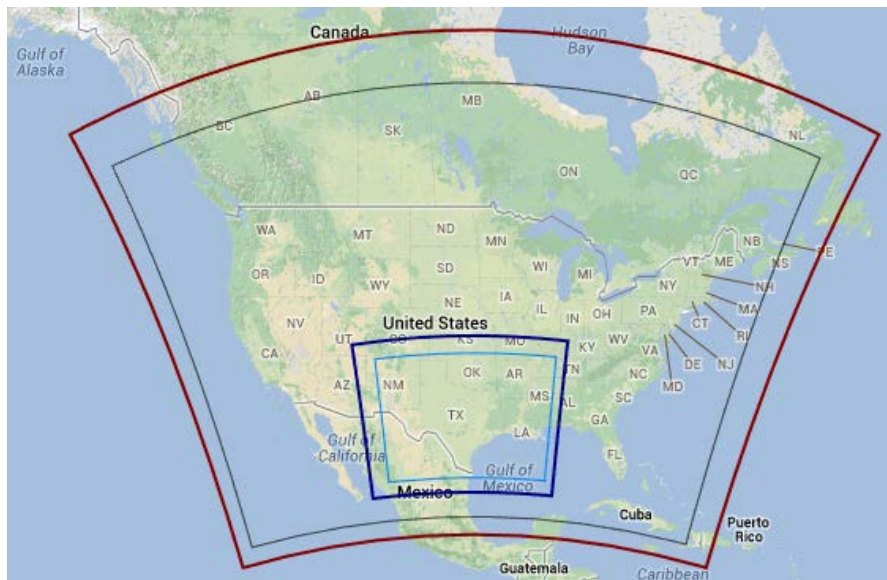 Canada
Hudson
Bay
Gulf of
Alaska
AB
MB
BC
SK
NL
ON
QC
WA
MT
ND
MN
NB
PE
VT
ME
NS
OR
ID
SD
WI
MI
NY
NH
WY
NE
IA
IL
IN
OH
PA
MA
NV
United States
CT
RI
UT
CO
KS
MO
KY
WV
VA
CA
DE
NJ
AZ
NM
OK
AR
TN
NC
MD
MS
AL
SC
TX
GA
LA
Gulf of
California
FL
Gulf of
Mexico
Mexico
Cuba
Puerto
Rico
Guatemala
Caribbean